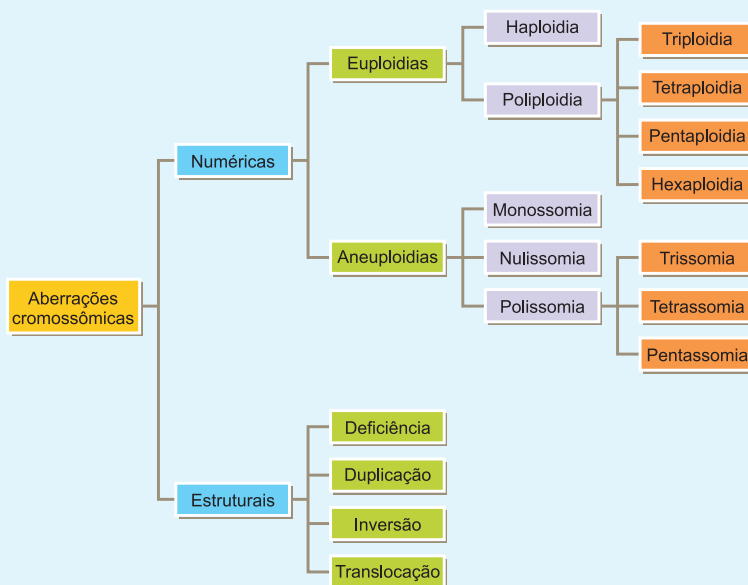 Aberrações
cromossômicas
Numéricas
Euploidias
Haploidia
Poliploidia
Triploidia
Tetraploidia
Pentaploidia
Hexaploidia
Aneuploidias
Monossomia
Nulissomia
Polissomia
Trissomia
Tetrassomia
Pentassomia
Estruturais
Deficiência
Duplicação
Inversão
Translocação